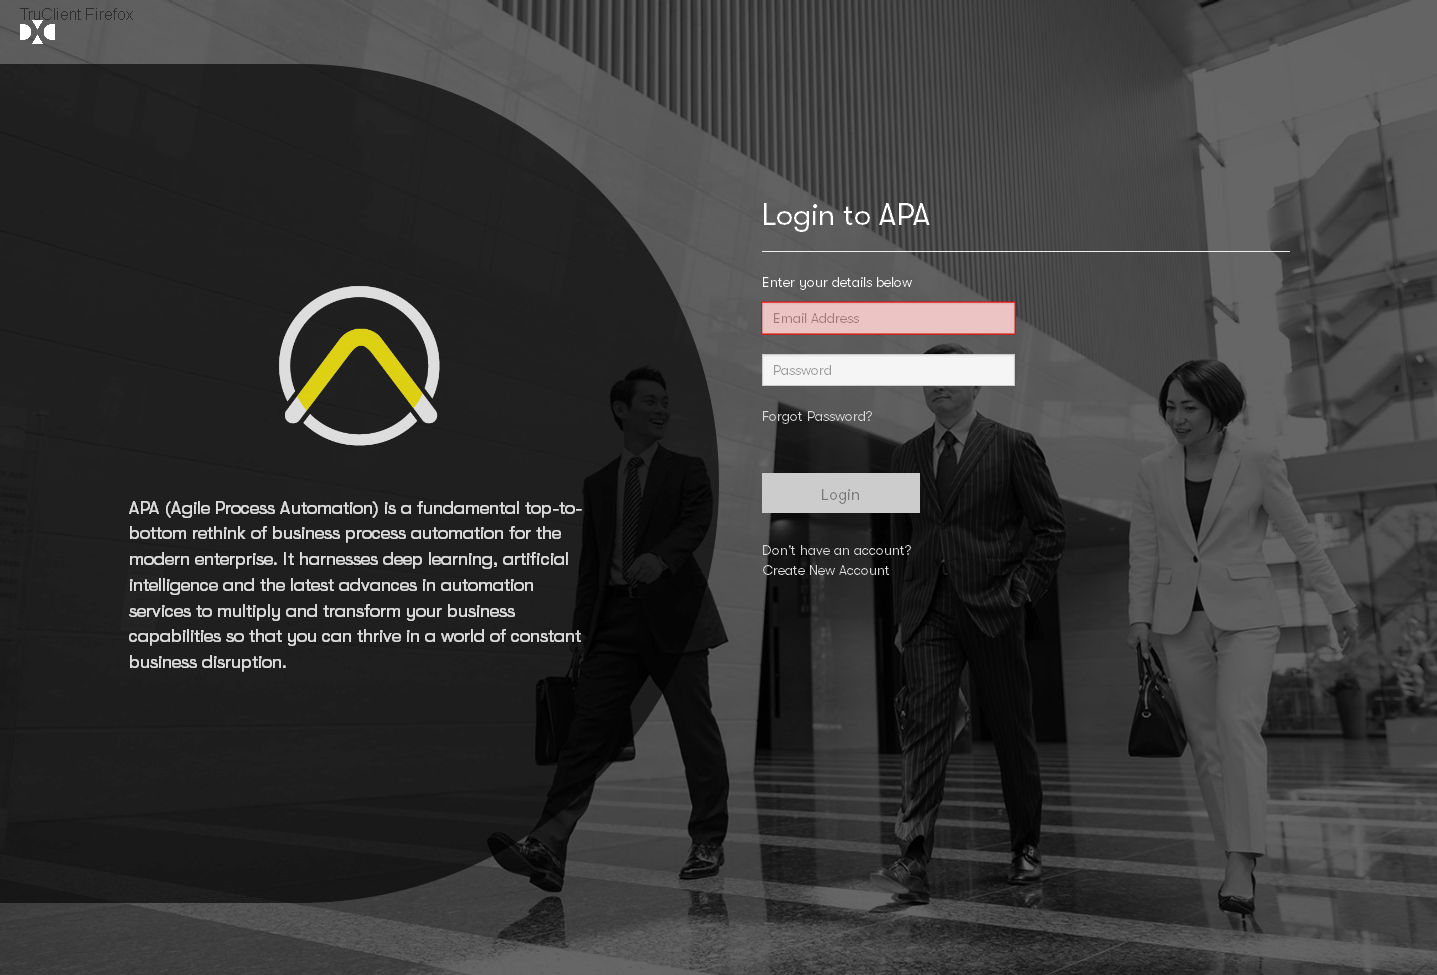 TruClient Firefox
Login to APA
Enter your details below
Email Address
Password
Forgot Password?
Login
Don't have an account?
Create New Account
APA (Agile Process Automation) is a fundamental top-to-
bottom rethink of business process automation for the
modern enterprise. It harnesses deep learning, artificial
intelligence and the latest advances in automation
services to multiply and transform your business
capabilities so that you can thrive in a world of constant
business disruption.